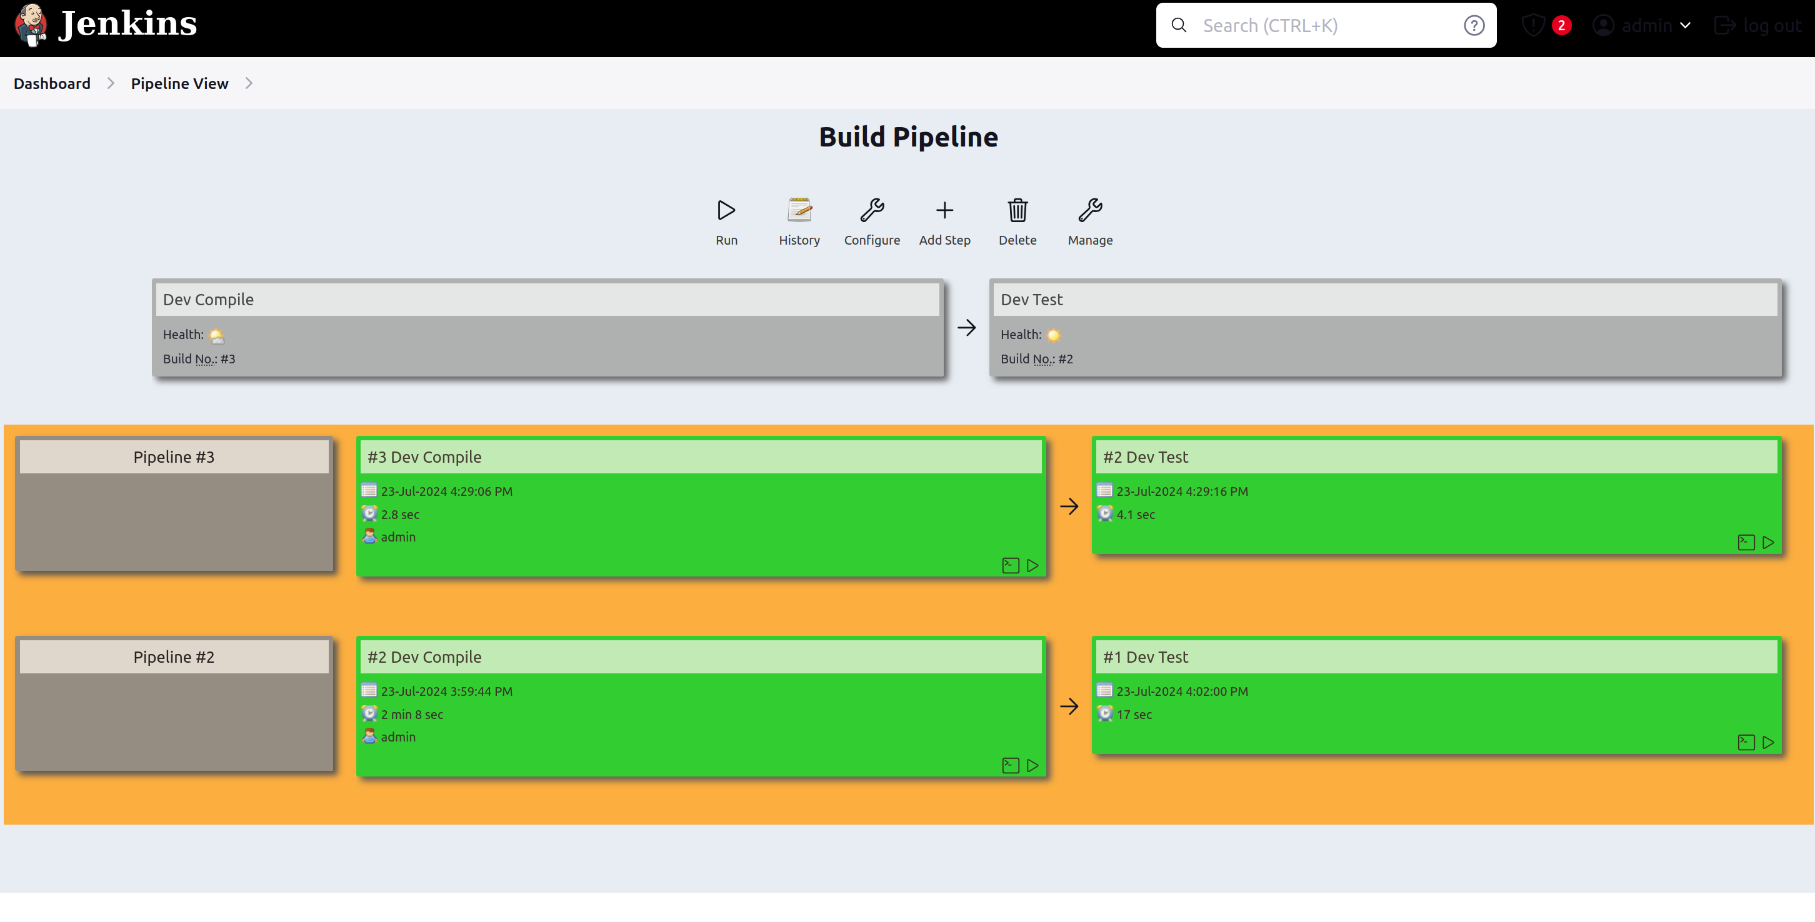 Jenkins
Search (CTRL+K)
2
admin
log out
Dashboard
Pipeline View
Build Pipeline
Run
History
Configure
Add Step
Delete
Manage
Dev Compile
Health:
Build No.: #3
Dev Test
Health:
Build No.: #2
Pipeline #3
#3 Dev Compile
23-Jul-2024 4:29:06 PM
2.8 sec
admin
#2 Dev Test
23-Jul-2024 4:29:16 PM
4.1 sec
Pipeline #2
#2 Dev Compile
23-Jul-2024 3:59:44 PM
2 min 8 sec
admin
#1 Dev Test
23-Jul-2024 4:02:00 PM
17 sec